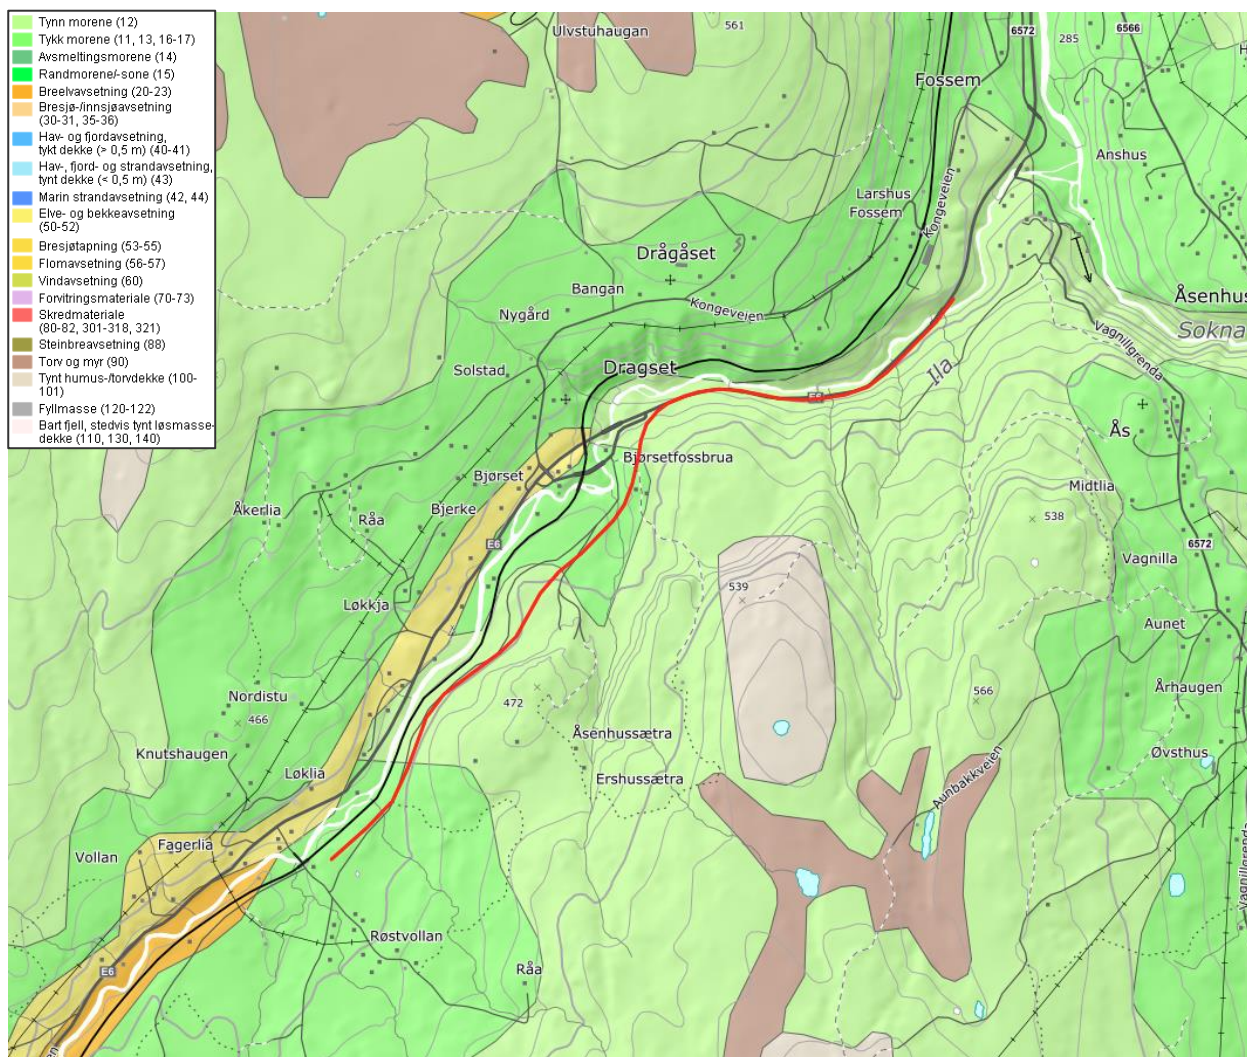 Tynn morene (12)
Tykk morene (11, 13, 16-17)
Avsmeltingsmorene (14)
Randmorene/-sone (15)
Breelvavsetning (20-23)
Bresjø-/innsjøavsetning
(30-31, 35-36)
Hav- og fjordavsetning,
tykt dekke (> 0,5 m) (40-41)
Hav-, fjord- og strandavsetning,
tynt dekke (< 0,5 m) (43)
Marin strandavsetning (42, 44)
Elve- og bekkeavsetning
(50-52)
Bresjøtapning (53-55)
Flomavsetning (56-57)
Vindavsetning (60)
Forvitringsmateriale (70-73)
Skredmateriale
(80-82, 301-318, 321)
Steinbreavsetning (88)
Torv og myr (90)
Tynt humus-/torvdekke (100-
101)
Fyllmasse (120-122)
Bart fjell, stedvis tynt løsmasse-
dekke (110, 130, 140)
Ulvstuhaugan
561
6572
285
6566
H
Fossem
Anshus
Larshus
Fossem
Kongeveien
Drågåset
Bangan
Kongeveien
Nygård
Åsenhus
Sokna
Vagnillgrenda
Solstad
Dragset
Ila
E6
Ås
Bjørset
Bjørsetfossbrua
Midtlia
Åkerlia
Råa
Bjerke
538
E6
6572
Vagnilla
539
Løkkja
Aunet
Nordistu
466
472
566
Århaugen
Åsenhussætra
Knutshaugen
Øvsthus
Løklia
Ershussætra
Aunbakkveien
Vollan
Fagerlia
Vagnillgrenda
Røstvollan
E6
Råa
en